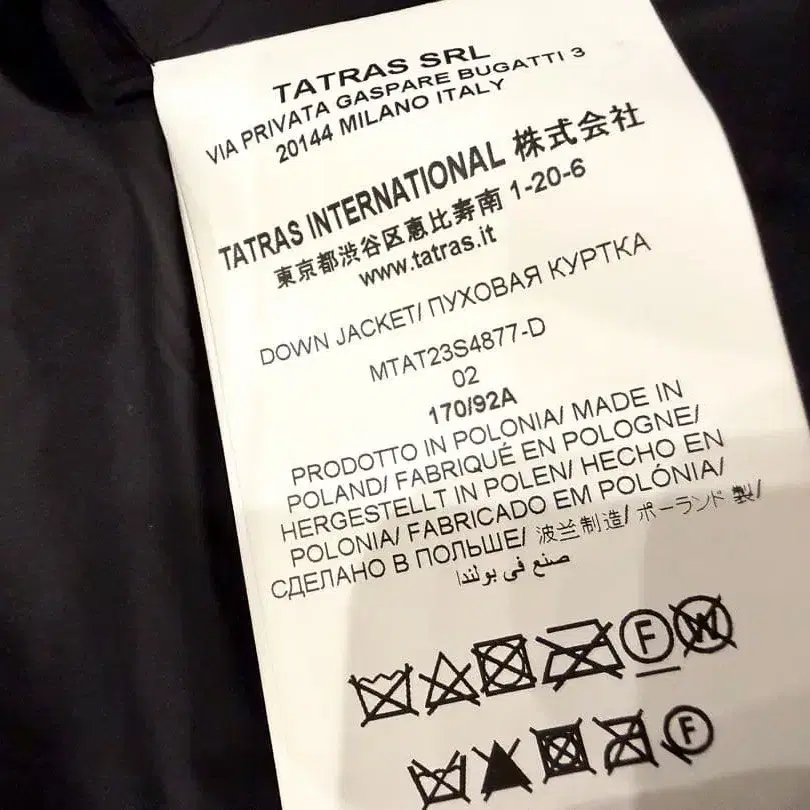 TATRAS SRL
VIA PRIVATA GASPARE BUGATTI 3
20144 MILANO ITALY
TATRAS INTERNATIONAL 株式会社
東京都渋谷区恵比寿南 1-20-6
www.tatras.it
DOWN JACKET/ ПУХОВАЯ КУРТКА
MTAT23S4877-D
02
170/92A
PRODOTTO IN POLONIA/ MADE IN
POLAND/ FABRIQUÉ EN POLOGNE/
HERGESTELLT IN POLEN/ HECHO EN
POLONIA/ FABRICADO EM POLÓNIA/
СДЕЛАНО В ПОЛЬШЕ/ 波兰制造/ ポーランド 製/
صنع في بولندا
F W
F